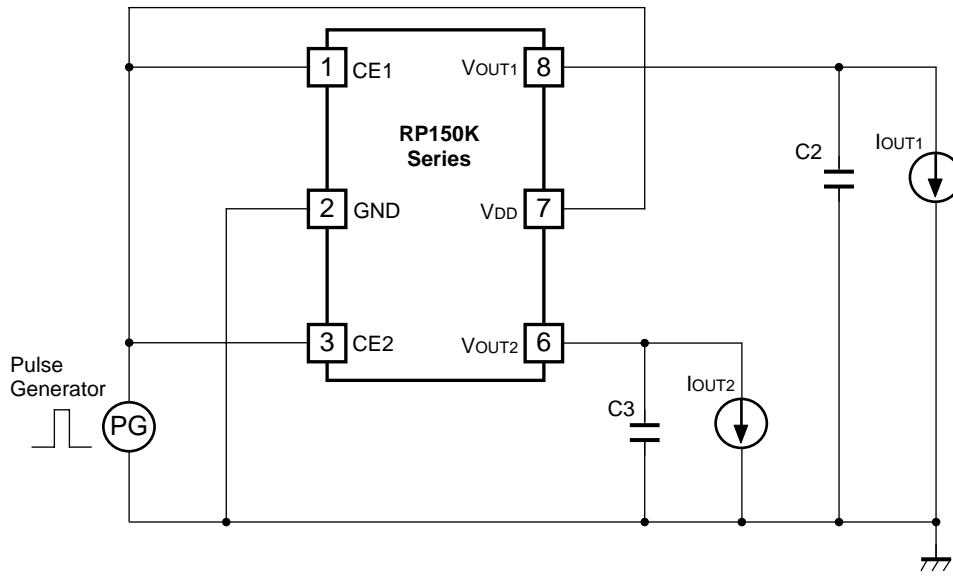 1
CE1
VOUT1
8
RP150K
Series
C2
IOUT1
2
GND
VDD
7
3
CE2
VOUT2
6
Pulse
Generator
PG
C3
IOUT2